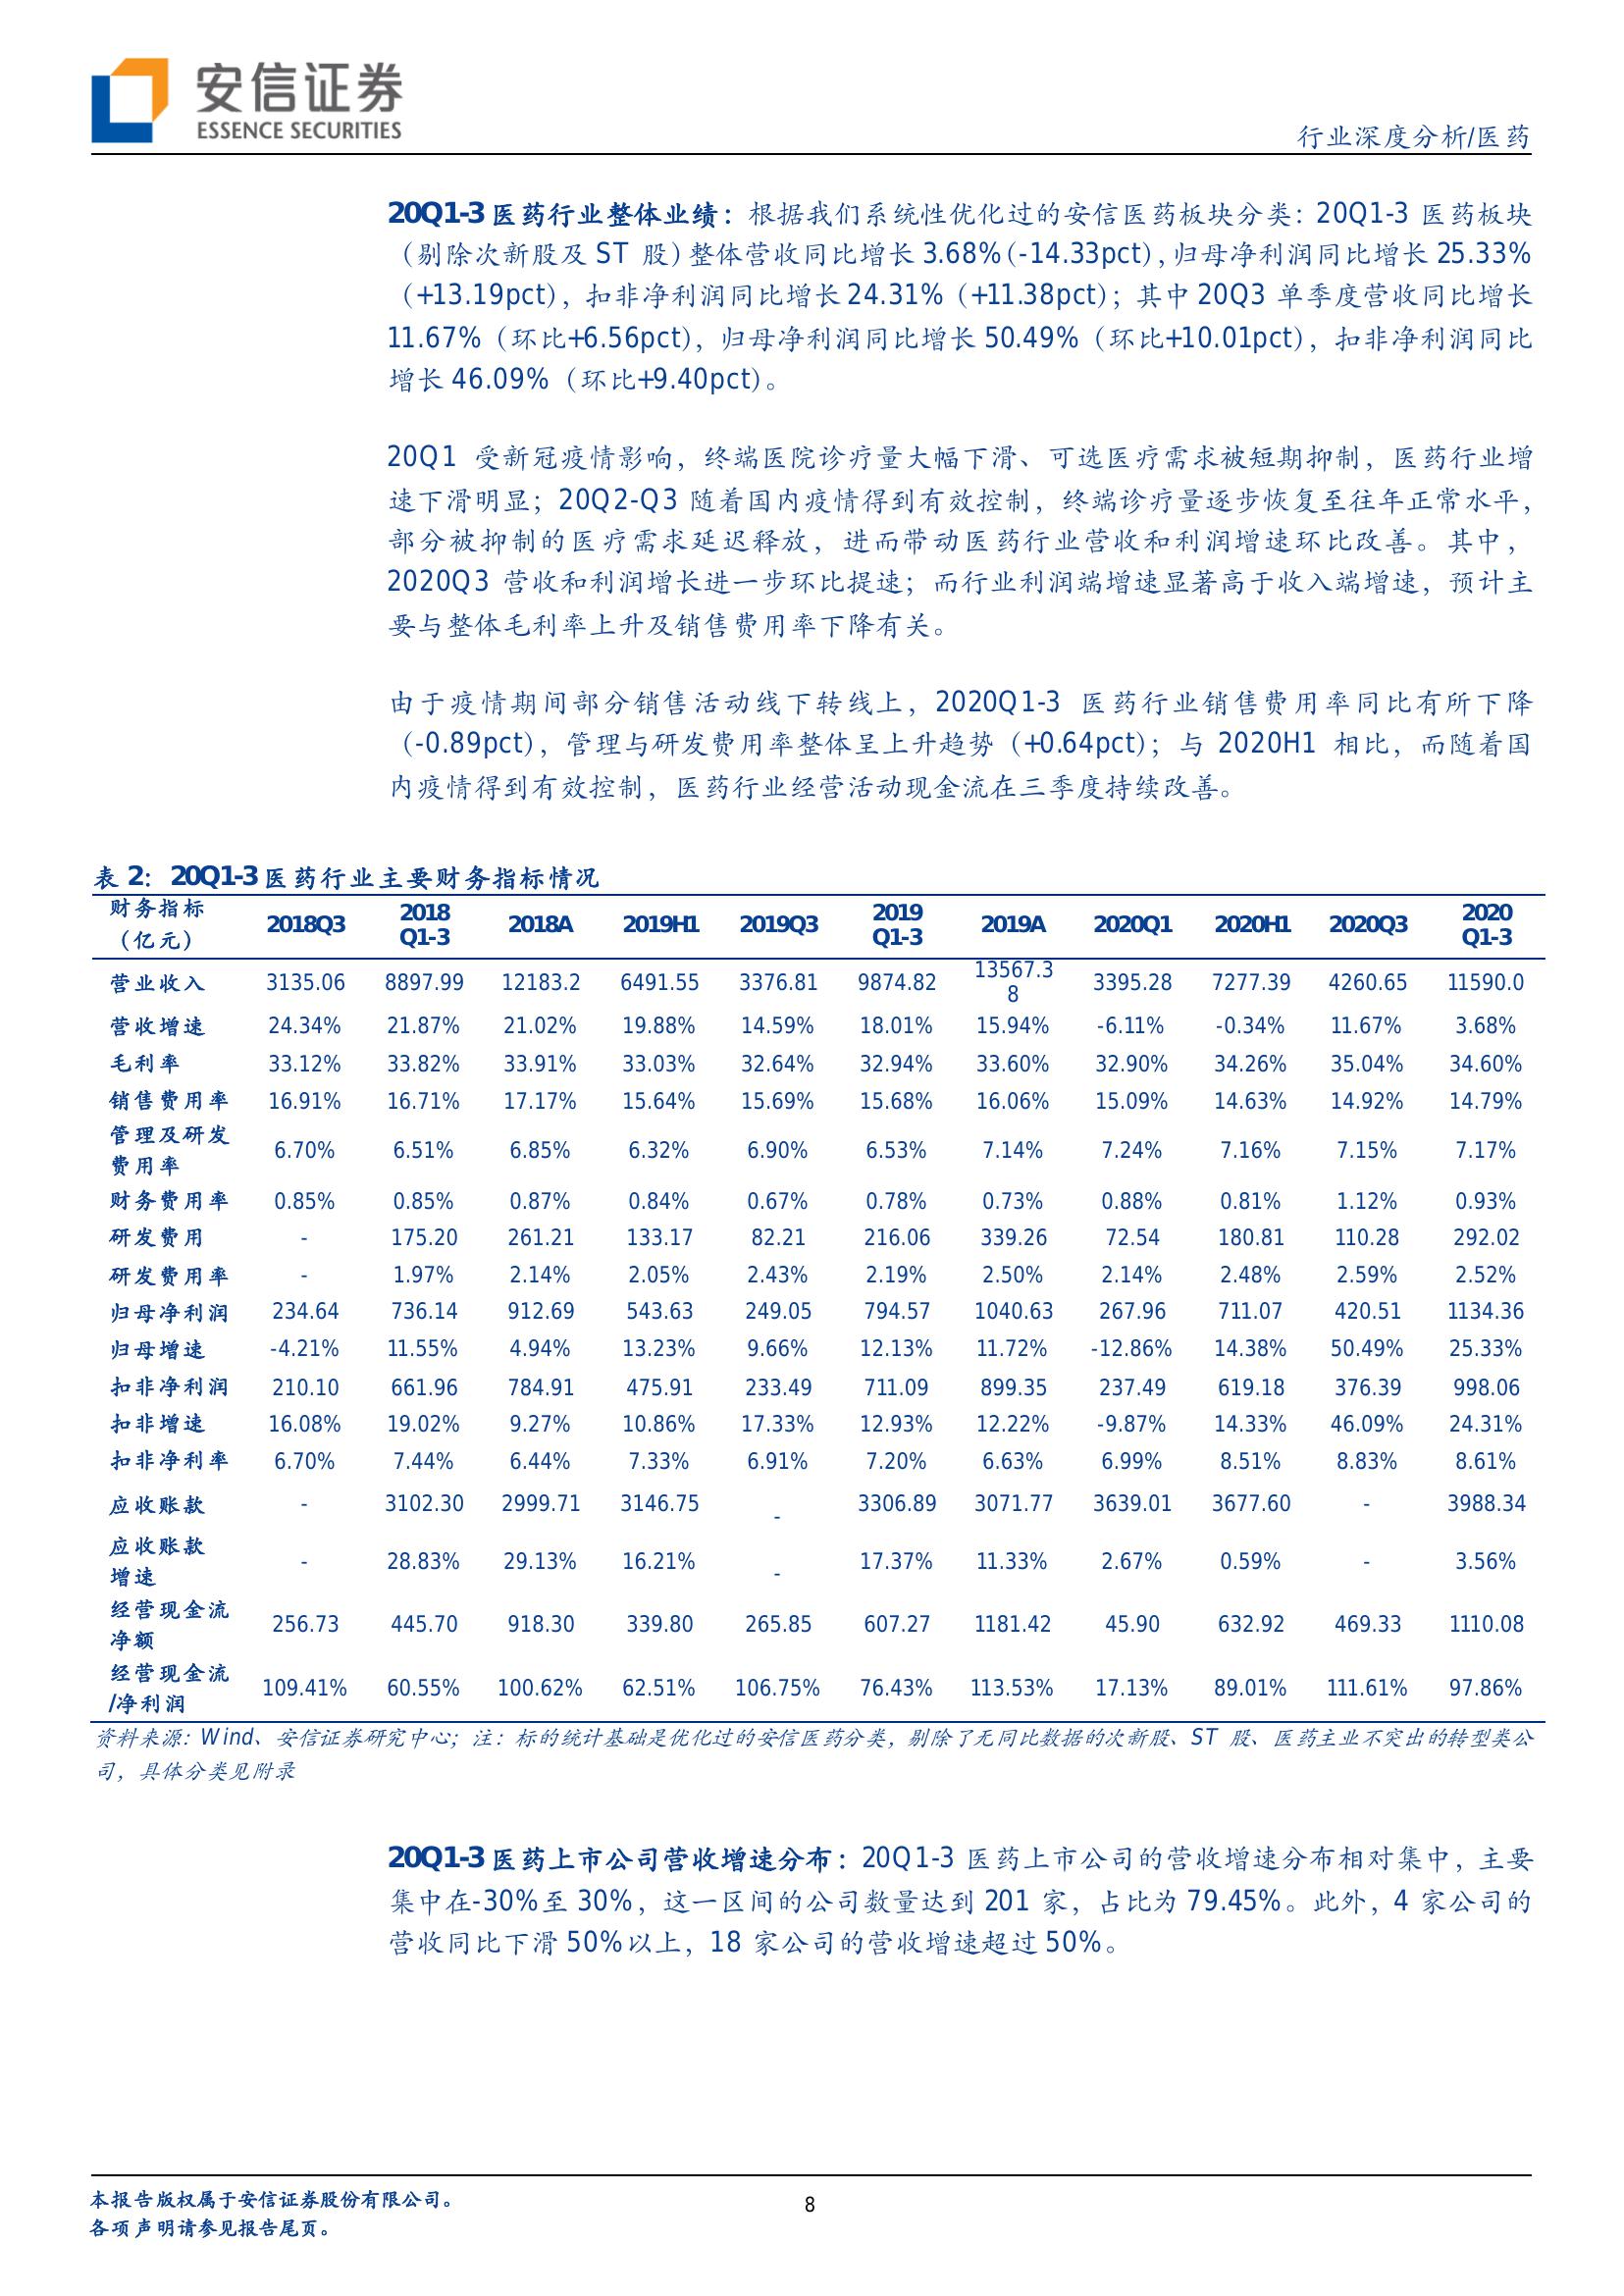 安信证券
ESSENCE SECURITIES
行业深度分析/医药
20Q1-3 医药行业整体业绩：根据我们系统性优化过的安信医药板块分类：20Q1-3 医药板块
（剔除次新股及 ST 股）整体营收同比增长 3.68%(-14.33pct)，归母净利润同比增长 25.33%
（+13.19pct），扣非净利润同比增长 24.31%（+11.38pct）；其中 20Q3 单季度营收同比增长
11.67%（环比+6.56pct），归母净利润同比增长 50.49%（环比+10.01pct），扣非净利润同比
增长 46.09%（环比+9.40pct）。
20Q1 受新冠疫情影响，终端医院诊疗量大幅下滑、可选医疗需求被短期抑制，医药行业增
速下滑明显；20Q2-Q3 随着国内疫情得到有效控制，终端诊疗量逐步恢复至往年正常水平，
部分被抑制的医疗需求延迟释放，进而带动医药行业营收和利润增速环比改善。其中，
2020Q3 营收和利润增长进一步环比提速；而行业利润端增速显著高于收入端增速，预计主
要与整体毛利率上升及销售费用率下降有关。
由于疫情期间部分销售活动线下转线上，2020Q1-3 医药行业销售费用率同比有所下降
（-0.89pct），管理与研发费用率整体呈上升趋势（+0.64pct）；与 2020H1 相比，而随着国
内疫情得到有效控制，医药行业经营活动现金流在三季度持续改善。
表 2：20Q1-3 医药行业主要财务指标情况
财务指标（亿元） 2018Q3 2018 Q1-3 2018A 2019H1 2019Q3 2019 Q1-3 2019A 2020Q1 2020H1 2020Q3 2020 Q1-3
营业收入 3135.06 8897.99 12183.2 6491.55 3376.81 9874.82 13567.38 3395.28 7277.39 4260.65 11590.0
营收增速 24.34% 21.87% 21.02% 19.88% 14.59% 18.01% 15.94% -6.11% -0.34% 11.67% 3.68%
毛利率 33.12% 33.82% 33.91% 33.03% 32.64% 32.94% 33.60% 32.90% 34.26% 35.04% 34.60%
销售费用率 16.91% 16.71% 17.17% 15.64% 15.69% 15.68% 16.06% 15.09% 14.63% 14.92% 14.79%
管理及研发费用率 6.70% 6.51% 6.85% 6.32% 6.90% 6.53% 7.14% 7.24% 7.16% 7.15% 7.17%
财务费用率 0.85% 0.85% 0.87% 0.84% 0.67% 0.78% 0.73% 0.88% 0.81% 1.12% 0.93%
研发费用 - 175.20 261.21 133.17 82.21 216.06 339.26 72.54 180.81 110.28 292.02
研发费用率 - 1.97% 2.14% 2.05% 2.43% 2.19% 2.50% 2.14% 2.48% 2.59% 2.52%
归母净利润 234.64 736.14 912.69 543.63 249.05 794.57 1040.63 267.96 711.07 420.51 1134.36
归母增速 -4.21% 11.55% 4.94% 13.23% 9.66% 12.13% 11.72% -12.86% 14.38% 50.49% 25.33%
扣非净利润 210.10 661.96 784.91 475.91 233.49 711.09 899.35 237.49 619.18 376.39 998.06
扣非增速 16.08% 19.02% 9.27% 10.86% 17.33% 12.93% 12.22% -9.87% 14.33% 46.09% 24.31%
扣非净利率 6.70% 7.44% 6.44% 7.33% 6.91% 7.20% 6.63% 6.99% 8.51% 8.83% 8.61%
应收账款 - 3102.30 2999.71 3146.75 - 3306.89 3071.77 3639.01 3677.60 - 3988.34
应收账款增速 - 28.83% 29.13% 16.21% - 17.37% 11.33% 2.67% 0.59% - 3.56%
经营现金流净额 256.73 445.70 918.30 339.80 265.85 607.27 1181.42 45.90 632.92 469.33 1110.08
经营现金流/净利润 109.41% 60.55% 100.62% 62.51% 106.75% 76.43% 113.53% 17.13% 89.01% 111.61% 97.86%
资料来源：Wind、安信证券研究中心；注：标的统计基础是优化过的安信医药分类，剔除了无同比数据的次新股、ST 股、医药主业不突出的转型类公
司，具体分类见附录
20Q1-3 医药上市公司营收增速分布：20Q1-3 医药上市公司的营收增速分布相对集中，主要
集中在-30%至 30%，这一区间的公司数量达到 201 家，占比为 79.45%。此外，4 家公司的
营收同比下滑 50%以上，18 家公司的营收增速超过 50%。
本报告版权属于安信证券股份有限公司。
各项声明请参见报告尾页。
8